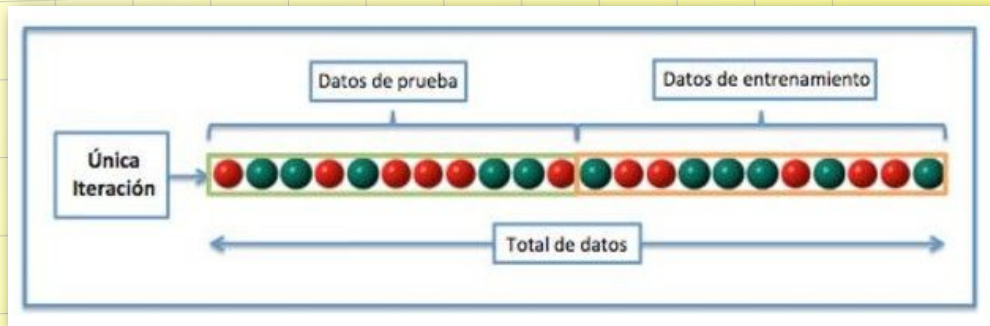 Datos de prueba
Datos de entrenamiento
Única
Iteración
Total de datos